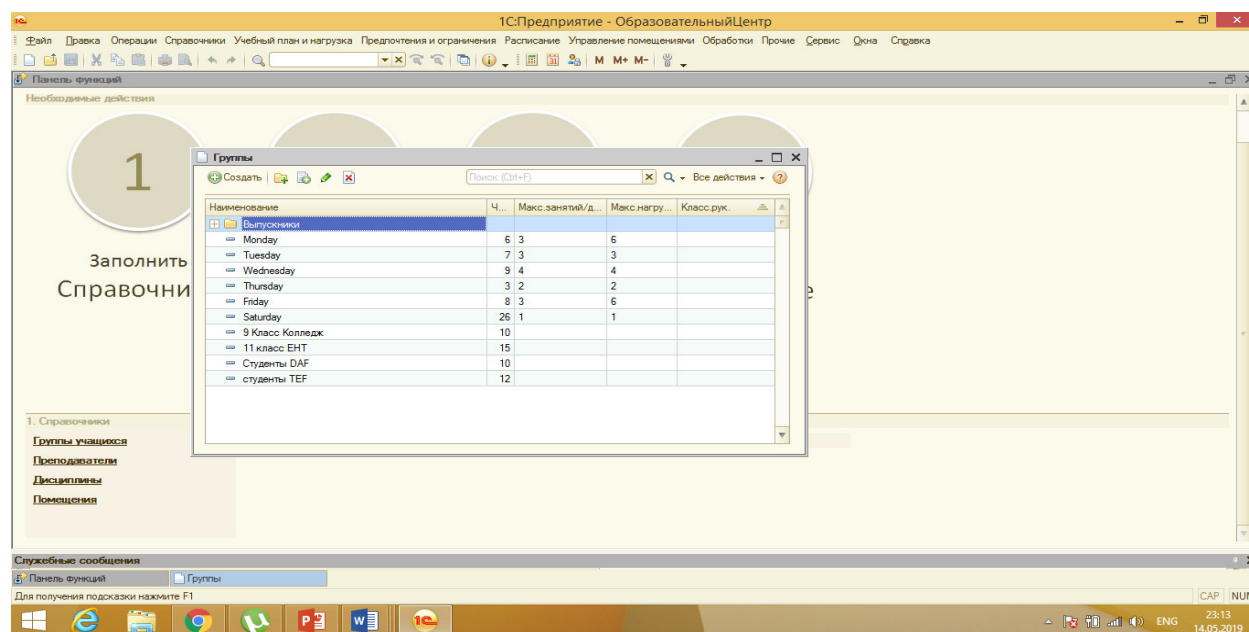 1С:Предприятие - ОбразовательныйЦентр
Файл Правка Операции Справочники Учебный план и нагрузка Предпочтения и ограничения Расписание Управление помещениями Обработки Прочие Сервис Окна Справка
M M+ M-
Панель функций
Необходимые действия
1
Заполнить
Справочни
Группы
Создать Поиск (Ctrl+F) Все действия
Наименование Ч... Макс.занятий/д... Макс.нагру... Класс.рук.
Выпускники
Monday 6 3 6
Tuesday 7 3 3
Wednesday 9 4 4
Thursday 3 2 2
Friday 8 3 6
Saturday 26 1 1
9 Класс Колледж 10
11 класс ЕНТ 15
Студенты DAF 10
студенты TEF 12
е
1. Справочники
Группы учащихся
Преподаватели
Дисциплины
Помещения
Служебные сообщения
Панель функций Группы
Для получения подсказки нажмите F1 CAP NUM
ENG 23:13
14.05.2019